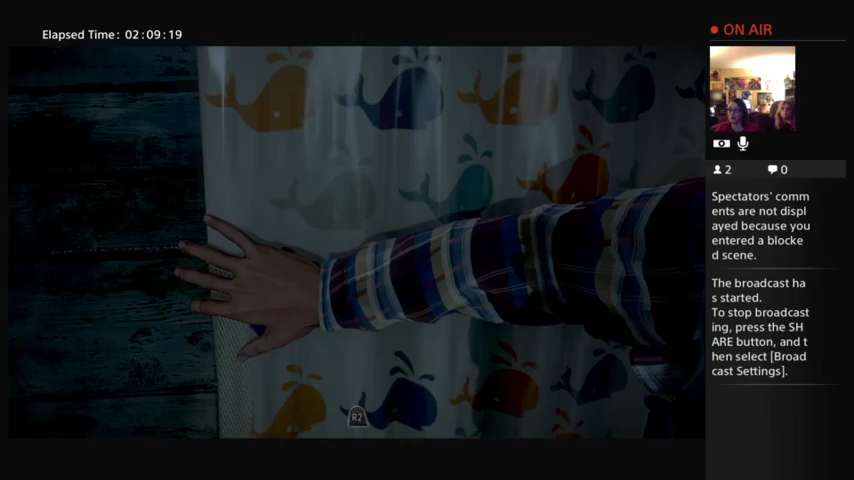 Elapsed Time: 02:09:19
ON AIR
2
0
Spectators' comm
ents are not displ
ayed because you
entered a blocke
d scene.
The broadcast ha
s started.
To stop broadcast
ing, press the SH
ARE button, and t
hen select [Broad
cast Settings].
R2